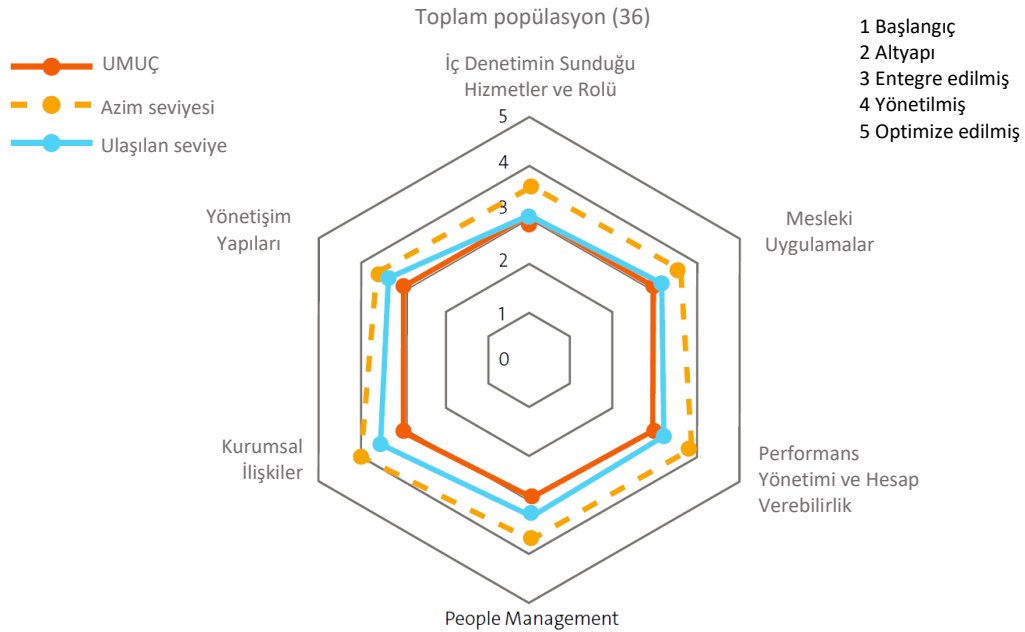 Toplam popülasyon (36)
UMUÇ
Azim seviyesi
Ulaşılan seviye
1 Başlangıç
2 Altyapı
3 Entegre edilmiş
4 Yönetilmiş
5 Optimize edilmiş
İç Denetimin Sunduğu
Hizmetler ve Rolü
5
4
3
2
1
0
Yönetişim
Yapıları
Mesleki
Uygulamalar
Kurumsal
İlişkiler
Performans
Yönetimi ve Hesap
Verebilirlik
People Management